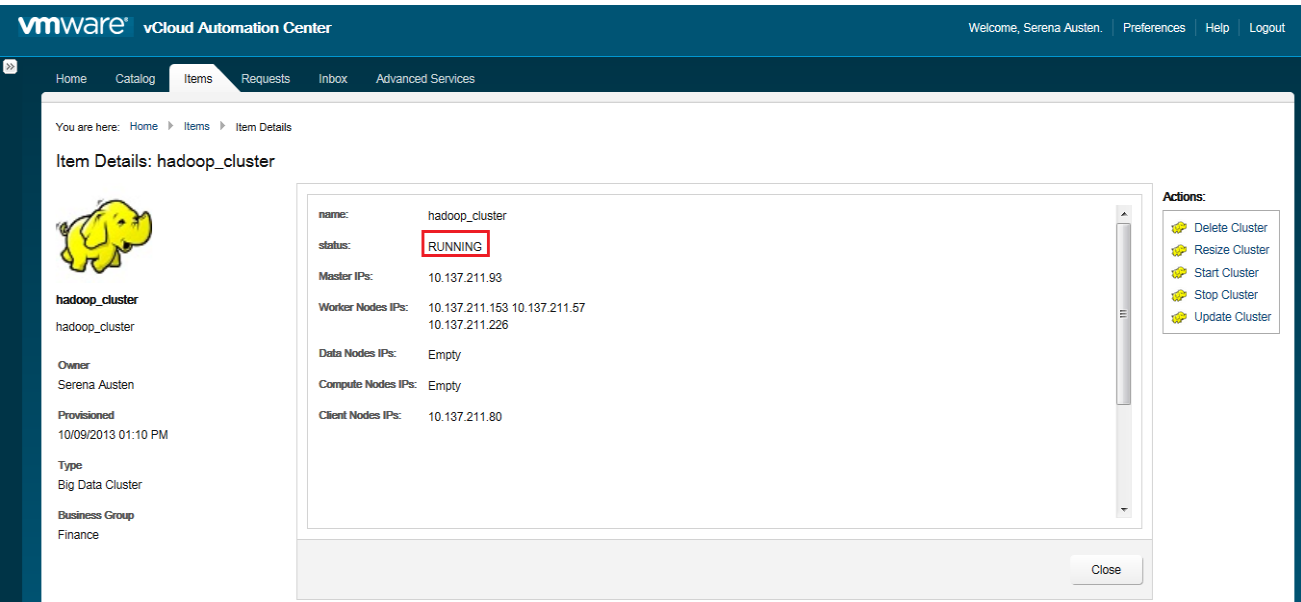 vmware® vCloud Automation Center
Welcome, Serena Austen. Preferences Help Logout
Home Catalog Items Requests Inbox Advanced Services
You are here: Home Items Item Details
Item Details: hadoop_cluster
hadoop_cluster
hadoop_cluster
Owner
Serena Austen
Provisioned
10/09/2013 01:10 PM
Type
Big Data Cluster
Business Group
Finance
name: hadoop_cluster
status: RUNNING
Master IPs: 10.137.211.93
Worker Nodes IPs: 10.137.211.153 10.137.211.57
10.137.211.226
Data Nodes IPs: Empty
Compute Nodes IPs: Empty
Client Nodes IPs: 10.137.211.80
Close
Actions:
Delete Cluster
Resize Cluster
Start Cluster
Stop Cluster
Update Cluster